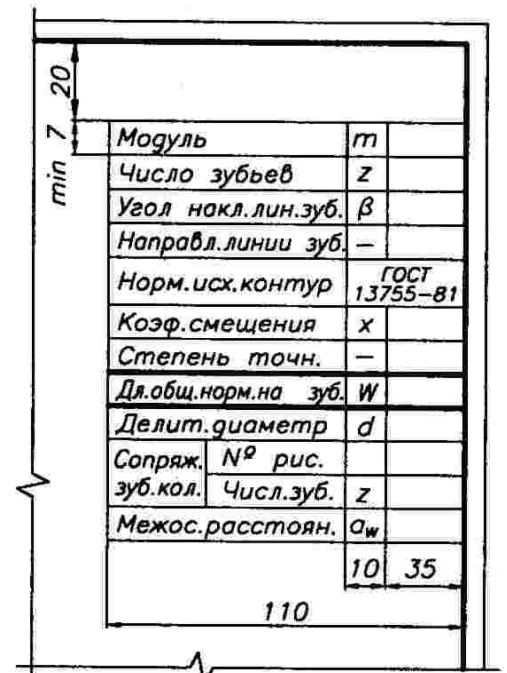 20
min 7
Модуль m
Число зубьев z
Угол накл.лин.зуб. β
Направл.линии зуб. —
Норм.исх.контур ГОСТ
13755-81
Коэф.смещения x
Степень точн. —
Дл.общ.норм.на зуб. W
Делит.диаметр d
Сопряж. № рис.
зуб.кол. Числ.зуб. z
Межос.расстоян. aw
10 35
110